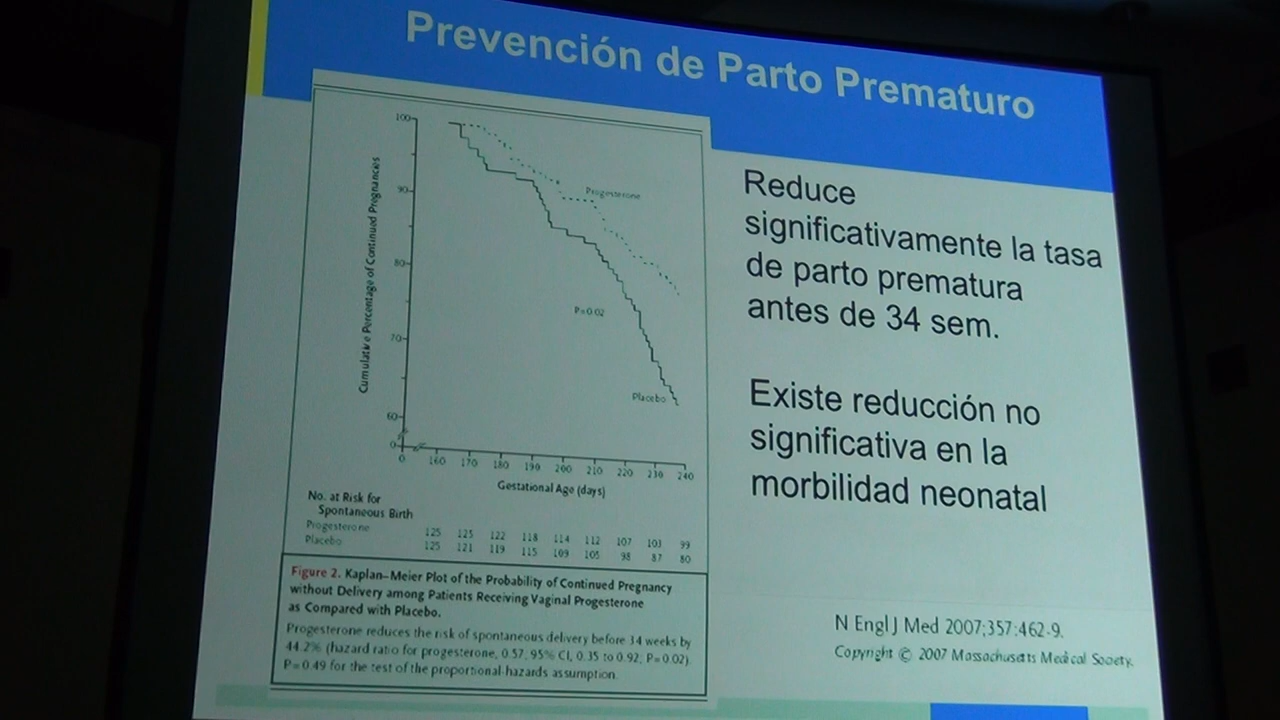 Prevención de Parto Prematuro
Cumulative Percentage of Continued Pregnancies
100
90
80
70
60
0
Progesterone
P=0.02
Placebo
0 160 170 180 190 200 210 220 230 240
Gestational Age (days)
No. at Risk for
Spontaneous Birth
Progesterone 125 125 122 118 114 112 107 103 99
Placebo 125 121 119 115 109 105 98 87 80
Figure 2. Kaplan–Meier Plot of the Probability of Continued Pregnancy
without Delivery among Patients Receiving Vaginal Progesterone
as Compared with Placebo.
Progesterone reduces the risk of spontaneous delivery before 34 weeks by
44.2% (hazard ratio for progesterone, 0.57; 95% CI, 0.35 to 0.92; P=0.02).
P=0.49 for the test of the proportional-hazards assumption.
Reduce
significativamente la tasa
de parto prematura
antes de 34 sem.
Existe reducción no
significativa en la
morbilidad neonatal
N Engl J Med 2007;357:462-9.
Copyright © 2007 Massachusetts Medical Society.